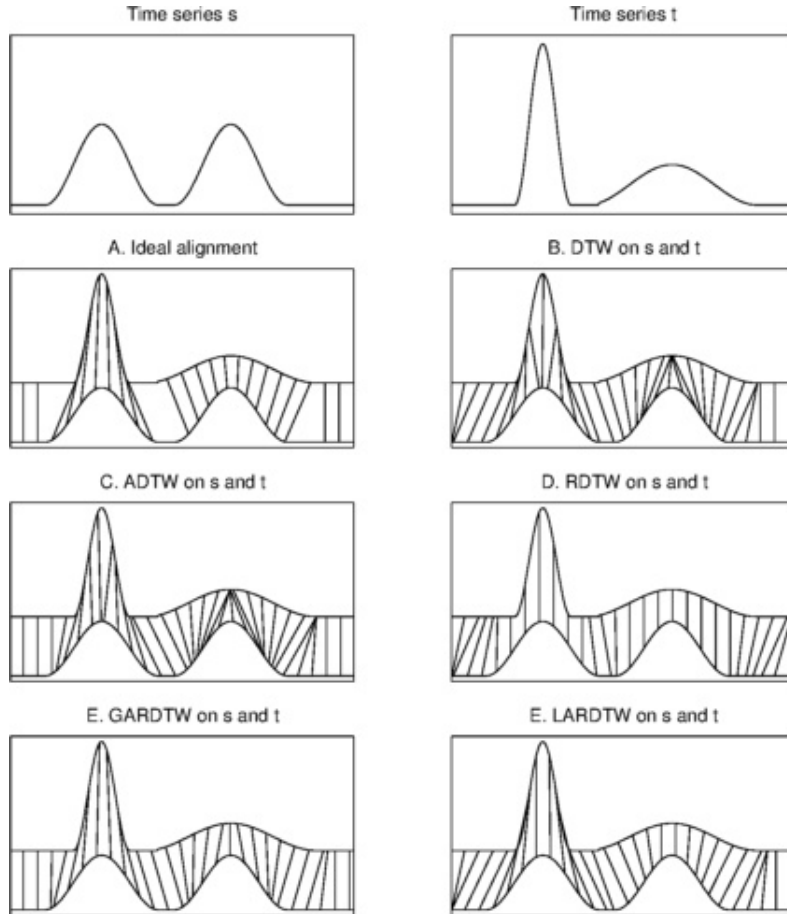 Time series s
Time series t
A. Ideal alignment
B. DTW on s and t
C. ADTW on s and t
D. RDTW on s and t
E. GARDTW on s and t
E. LARDTW on s and t